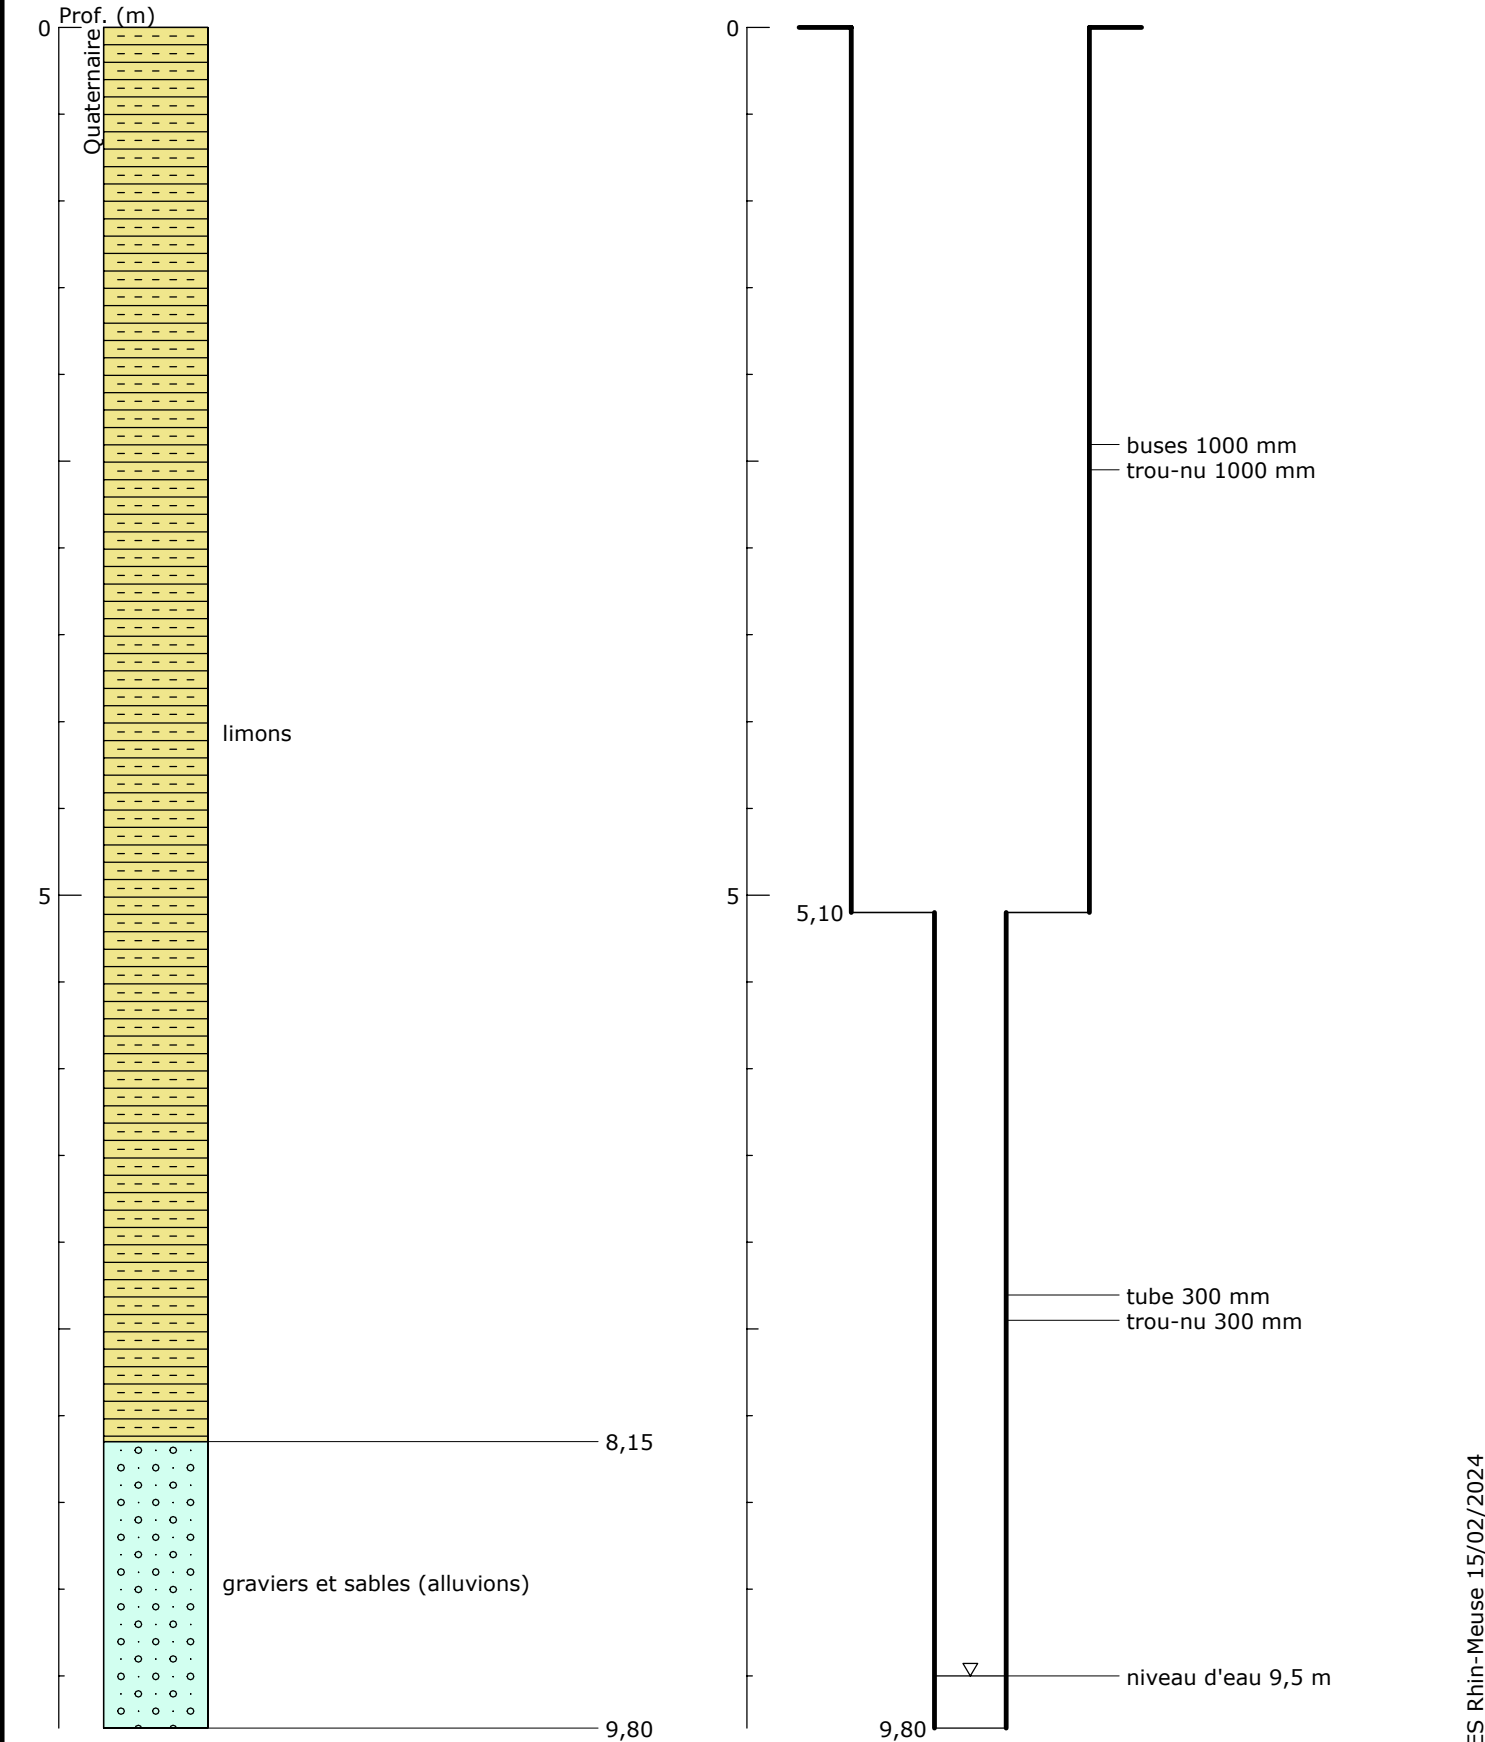 Prof. (m)
0
Quaternaire
limons
5
8,15
graviers et sables (alluvions)
9,80
0
buses 1000 mm
trou-nu 1000 mm
5
5,10
tube 300 mm
trou-nu 300 mm
niveau d'eau 9,5 m
9,80
ES Rhin-Meuse 15/02/2024